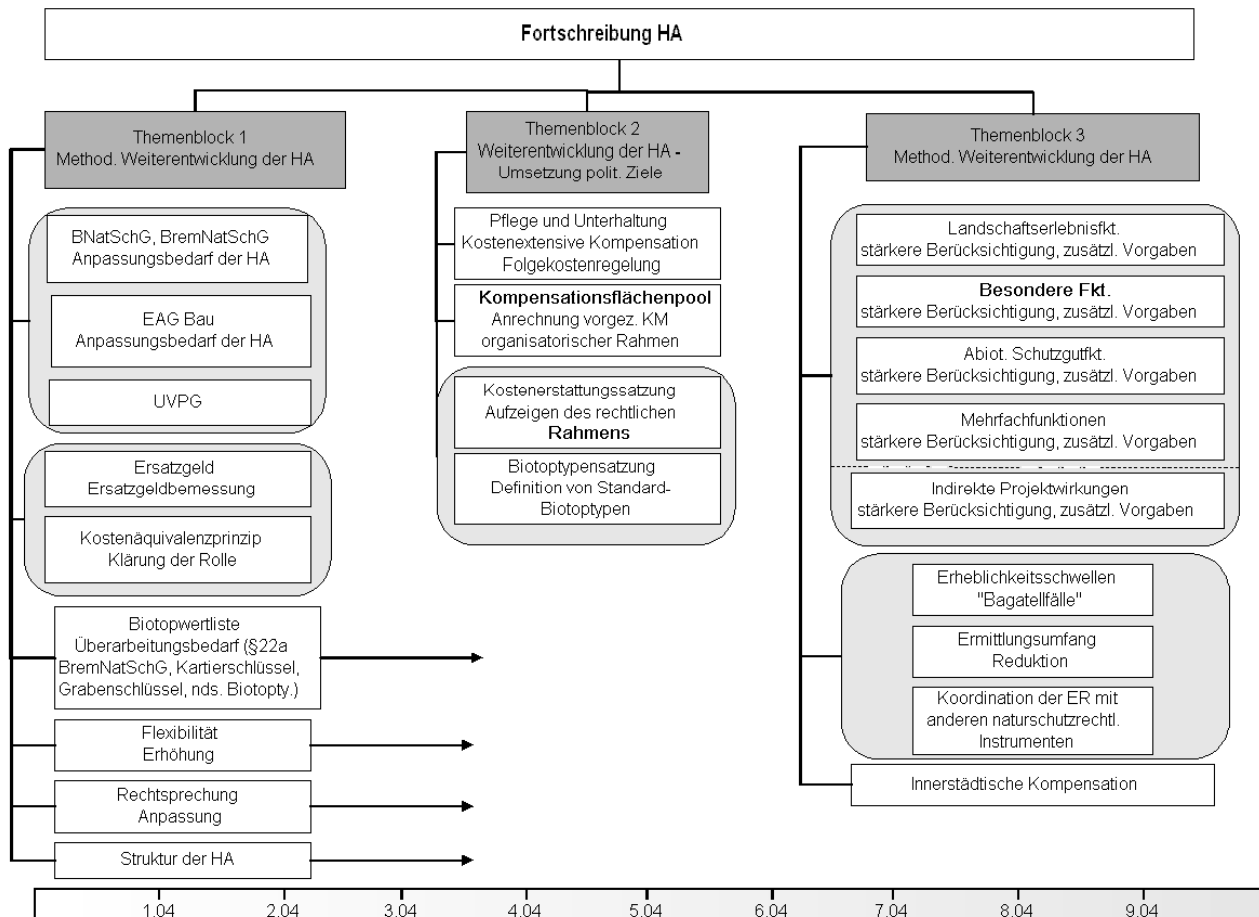 Fortschreibung HA
Themenblock 1
Method. Weiterentwicklung der HA
BNatSchG, BremNatSchG
Anpassungsbedarf der HA
EAG Bau
Anpassungsbedarf der HA
UVPG
Ersatzgeld
Ersatzgeldbemessung
Kostenäquivalenzprinzip
Klärung der Rolle
Biotopwertliste
Überarbeitungsbedarf (§22a
BremNatSchG, Kartierschlüssel,
Grabenschlüssel, nds. Biotopty.)
Flexibilität
Erhöhung
Rechtsprechung
Anpassung
Struktur der HA
Themenblock 2
Weiterentwicklung der HA -
Umsetzung polit. Ziele
Pflege und Unterhaltung
Kostenextensive Kompensation
Folgekostenregelung
Kompensationsflächenpool
Anrechnung vorgez. KM
organisatorischer Rahmen
Kostenerstattungssatzung
Aufzeigen des rechtlichen
Rahmens
Biotoptypensatzung
Definition von Standard-
Biotoptypen
Themenblock 3
Method. Weiterentwicklung der HA
Landschaftserlebnisfkt.
stärkere Berücksichtigung, zusätzl. Vorgaben
Besondere Fkt.
stärkere Berücksichtigung, zusätzl. Vorgaben
Abiot. Schutzgutfkt.
stärkere Berücksichtigung, zusätzl. Vorgaben
Mehrfachfunktionen
stärkere Berücksichtigung, zusätzl. Vorgaben
Indirekte Projektwirkungen
stärkere Berücksichtigung, zusätzl. Vorgaben
Erheblichkeitsschwellen
"Bagatellfälle"
Ermittlungsumfang
Reduktion
Koordination der ER mit
anderen naturschutzrechtl.
Instrumenten
Innerstädtische Kompensation
1.04 2.04 3.04 4.04 5.04 6.04 7.04 8.04 9.04